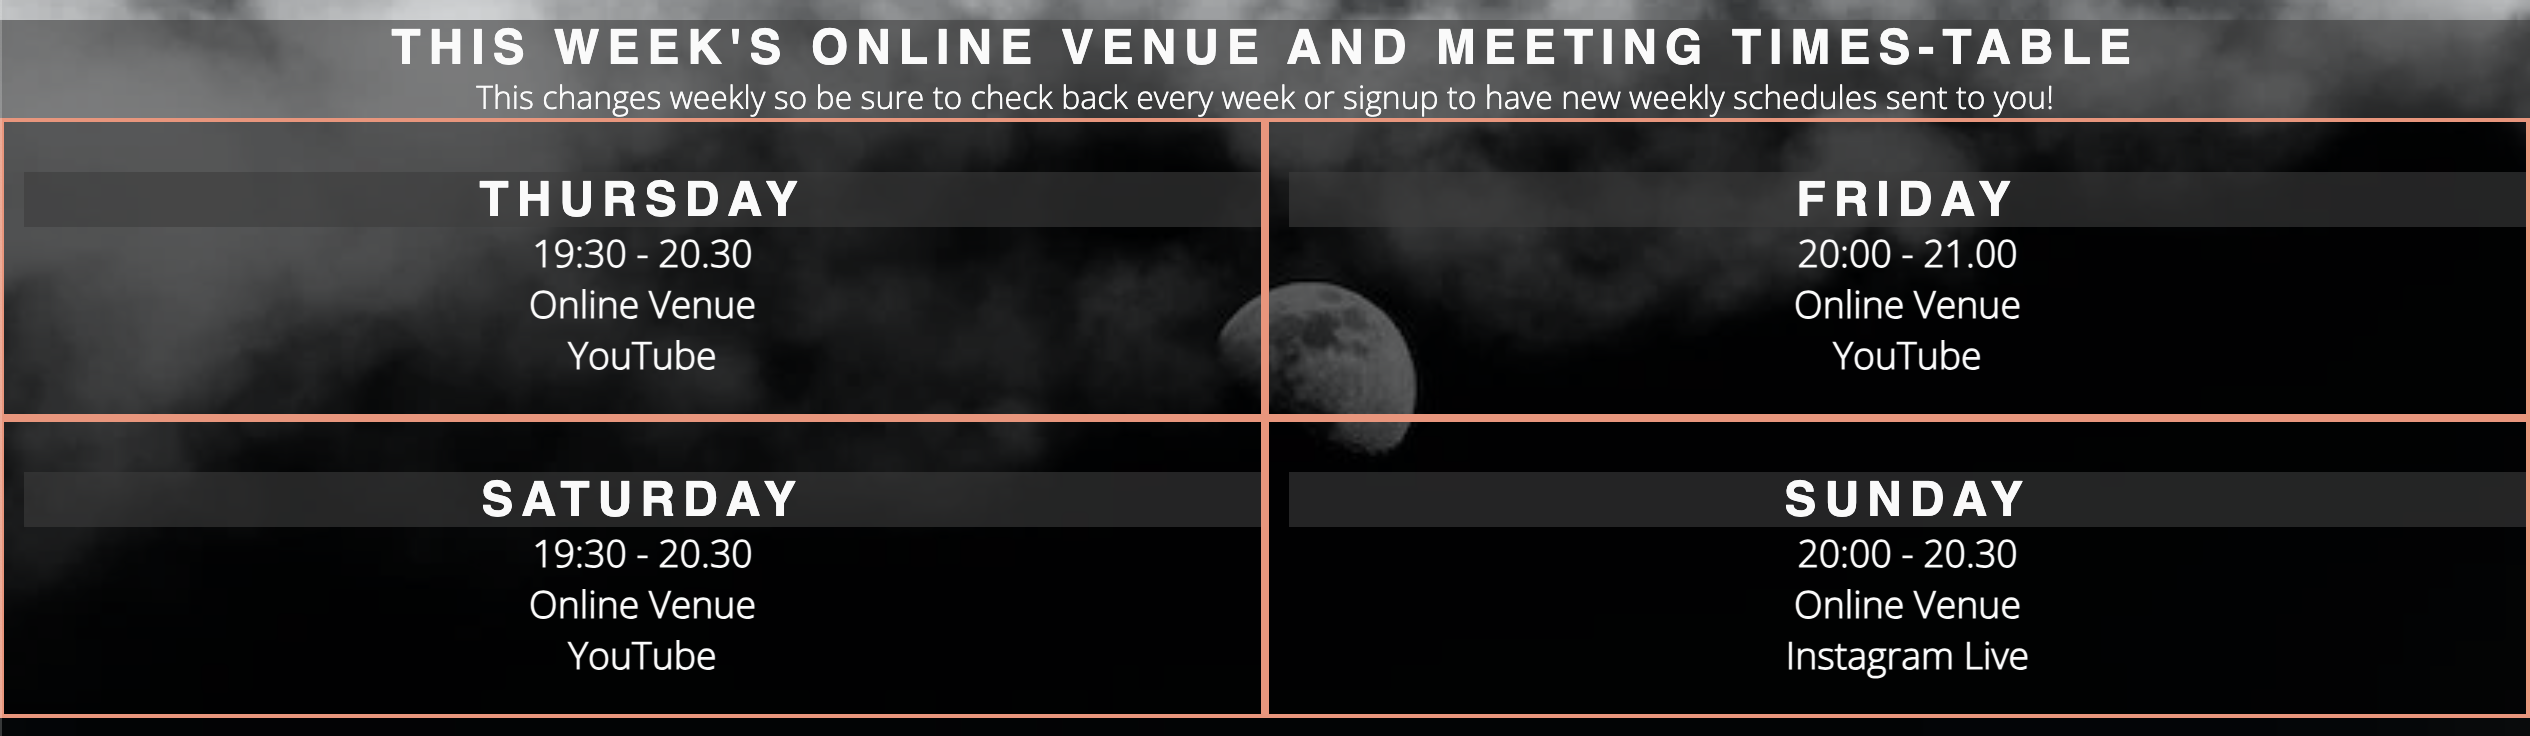 THIS WEEK'S ONLINE VENUE AND MEETING TIMES-TABLE
This changes weekly so be sure to check back every week or signup to have new weekly schedules sent to you!
THURSDAY
19:30 - 20.30
Online Venue
YouTube
FRIDAY
20:00 - 21.00
Online Venue
YouTube
SATURDAY
19:30 - 20.30
Online Venue
YouTube
SUNDAY
20:00 - 20.30
Online Venue
Instagram Live